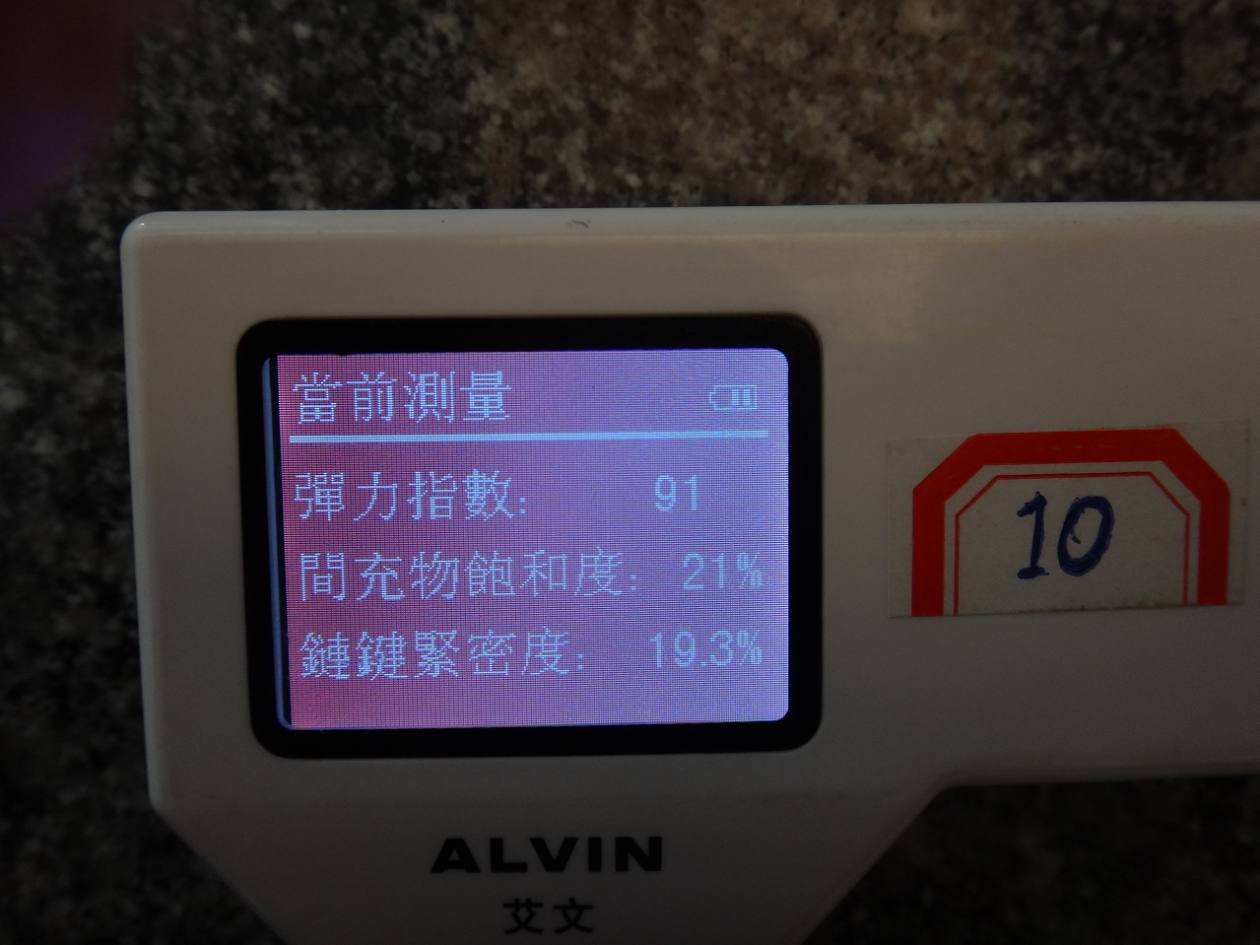 當前測量
彈力指數: 91
間充物飽和度: 21%
鏈鍵緊密度: 19.3%
10
ALVIN
艾文